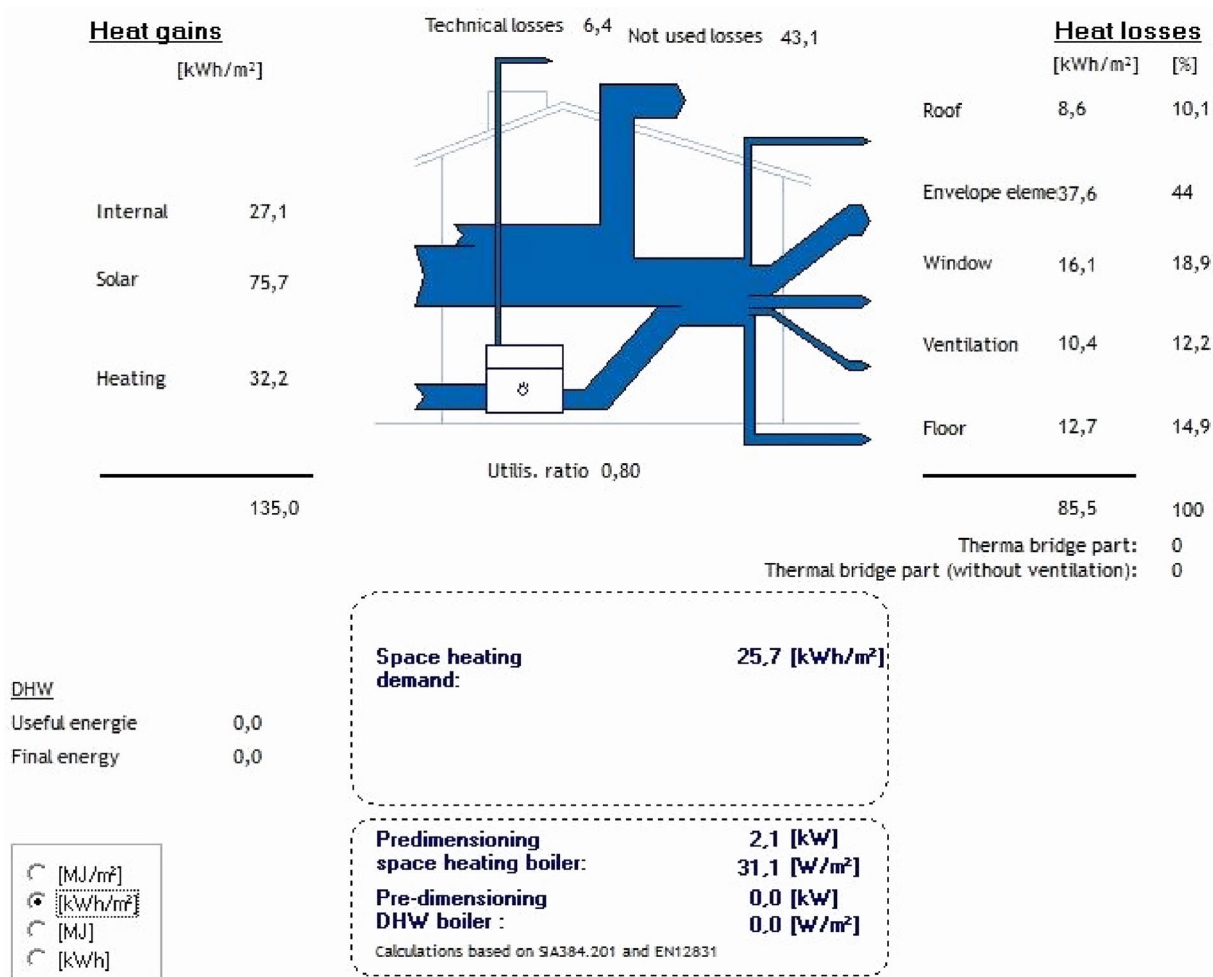 Heat gains
[kWh/m²]
Technical losses 6,4
Not used losses 43,1
Heat losses
[kWh/m²] [%]
Roof 8,6 10,1
Internal 27,1
Envelope eleme 37,6 44
Solar 75,7
Window 16,1 18,9
Heating 32,2
Ventilation 10,4 12,2
Floor 12,7 14,9
Utilis. ratio 0,80
135,0
85,5 100
Therma bridge part: 0
Thermal bridge part (without ventilation): 0
Space heating 25,7 [kWh/m²]
demand:
DHW
Useful energie 0,0
Final energy 0,0
Predimensioning 2,1 [kW]
space heating boiler: 31,1 [W/m²]
Pre-dimensioning 0,0 [kW]
DHW boiler : 0,0 [W/m²]
Calculations based on SIA384.201 and EN12831
[MJ/m²]
[kWh/m²]
[MJ]
[kWh]